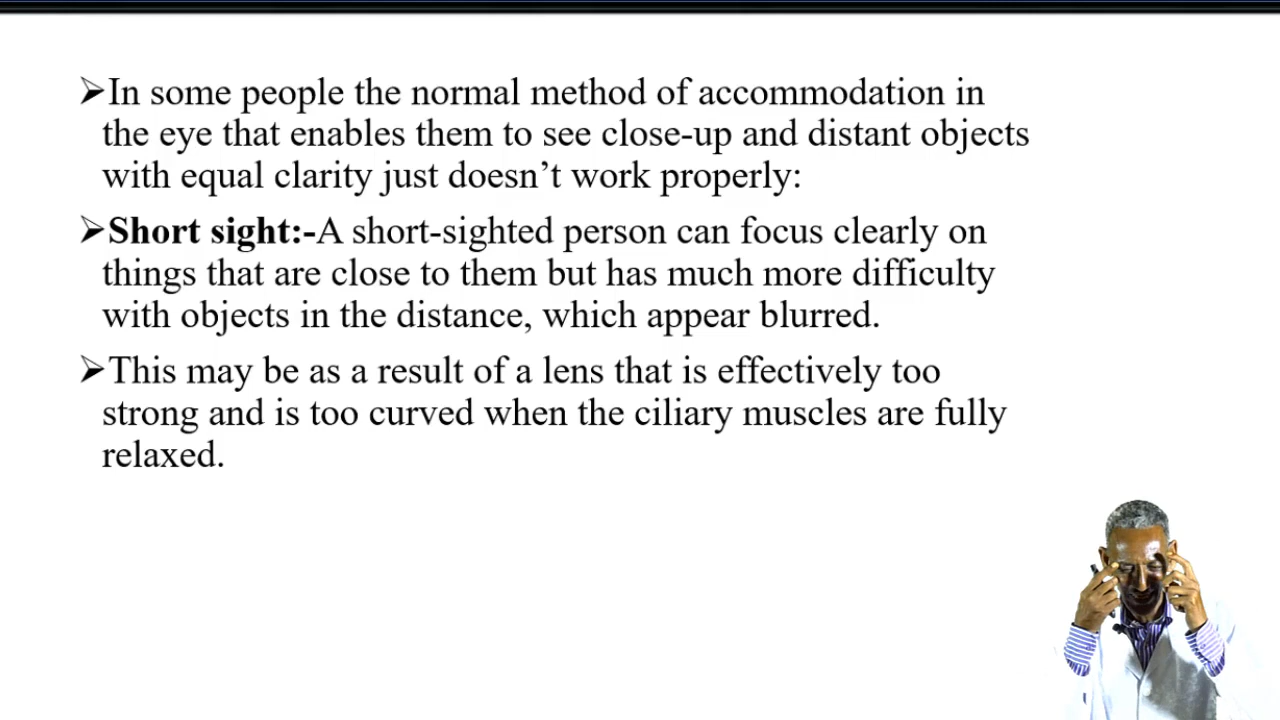 ➢In some people the normal method of accommodation in
the eye that enables them to see close-up and distant objects
with equal clarity just doesn’t work properly:
➢Short sight:-A short-sighted person can focus clearly on
things that are close to them but has much more difficulty
with objects in the distance, which appear blurred.
➢This may be as a result of a lens that is effectively too
strong and is too curved when the ciliary muscles are fully
relaxed.